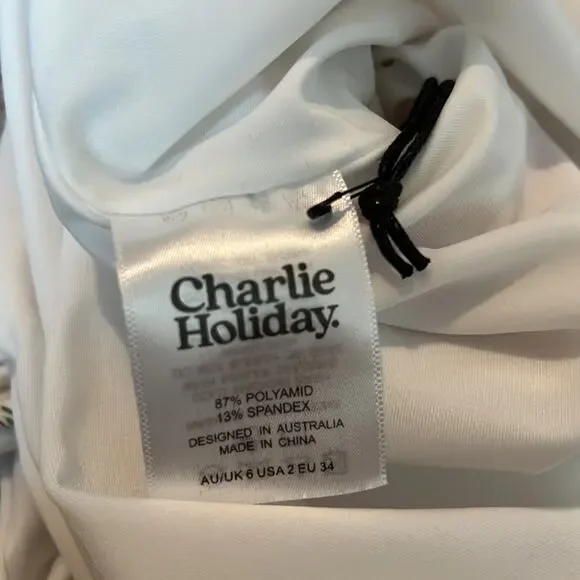 Charlie
Holiday.
87% POLYAMID
13% SPANDEX
DESIGNED IN AUSTRALIA
MADE IN CHINA
AU/UK 6 USA 2 EU 34